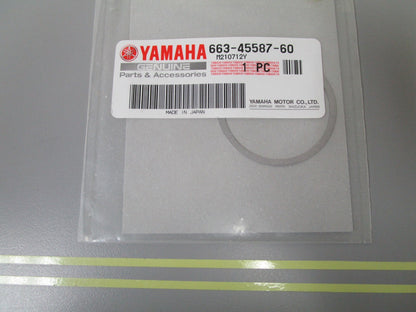 YAMAHA 663-45587-60
GENUINE M210712Y
Parts & Accessories 1 PC
MADE IN JAPAN
YAMAHA MOTOR CO.,LTD.